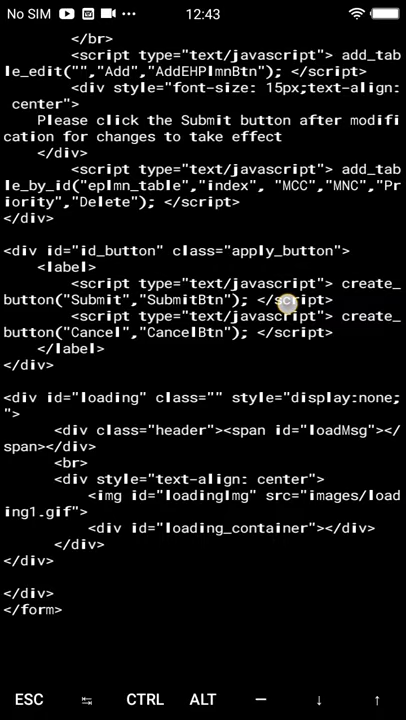 No SIM 12:43
        </br>
        <script type="text/javascript"> add_tab
le_edit("","Add","AddEHPlmnBtn"); </script>
        <div style="font-size: 15px;text-align:
 center">
    Please click the Submit button after modifi
cation for changes to take effect
    </div>
        <script type="text/javascript"> add_tab
le_by_id("eplmn_table","index", "MCC","MNC","Pr
iority","Delete"); </script>
</div>
<div id="id_button" class="apply_button">
    <label>
        <script type="text/javascript"> create_
button("Submit","SubmitBtn"); </script>
        <script type="text/javascript"> create_
button("Cancel","CancelBtn"); </script>
    </label>
</div>
<div id="loading" class="" style="display:none;
">
        <div class="header"><span id="loadMsg"></
span></div>
       <br>
       <div style="text-align: center">
           <img id="loadingImg" src="images/load
ing1.gif">
           <div id="loading_container"></div>
       </div>
</div>
</div>
</form>
ESC CTRL ALT — ↓ ↑